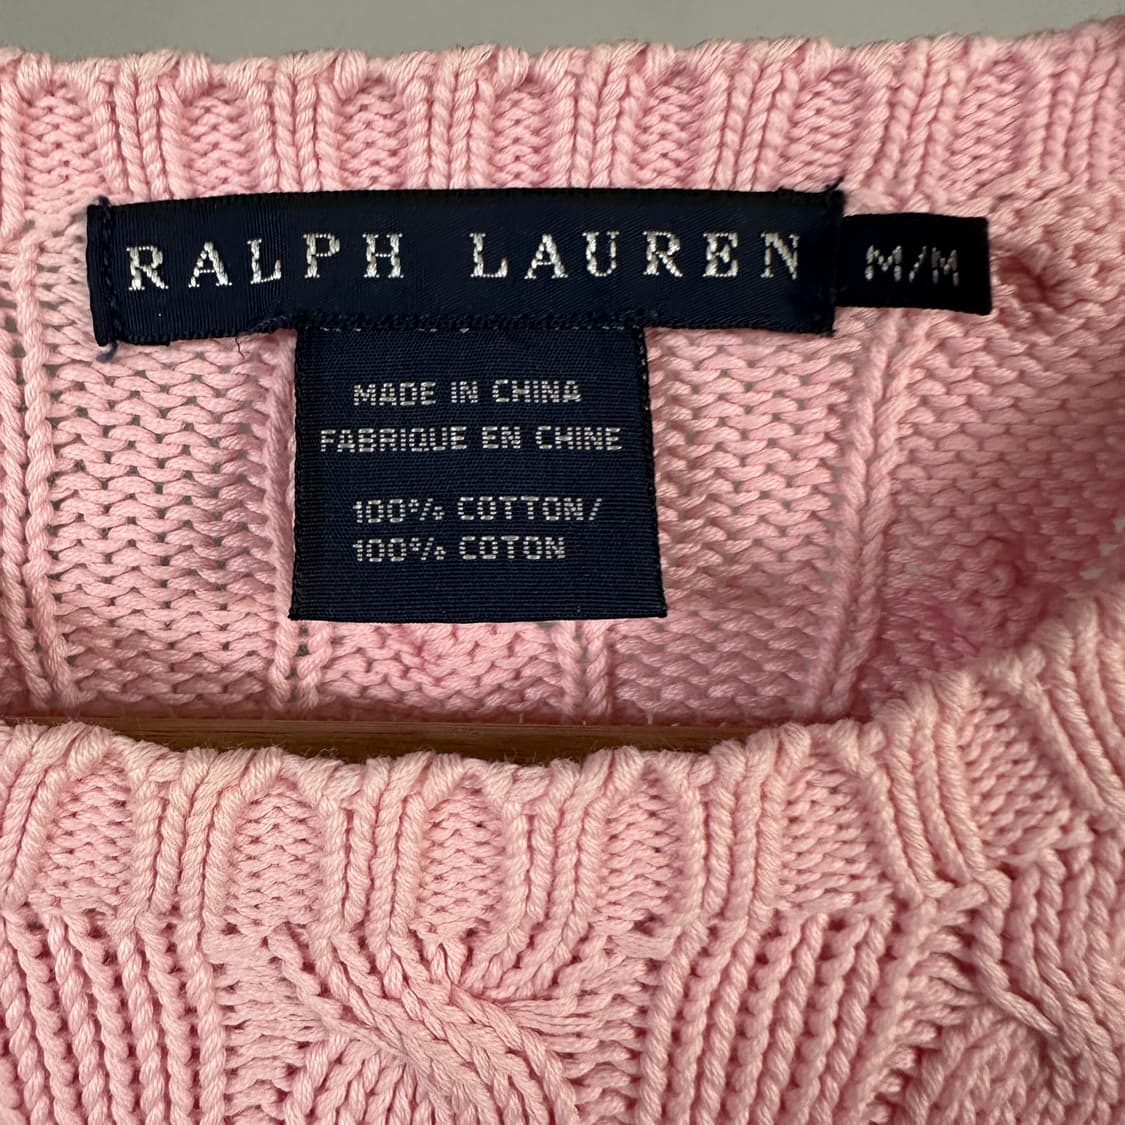 RALPH LAUREN M/M
MADE IN CHINA
FABRIQUE EN CHINE
100% COTTON/
100% COTON